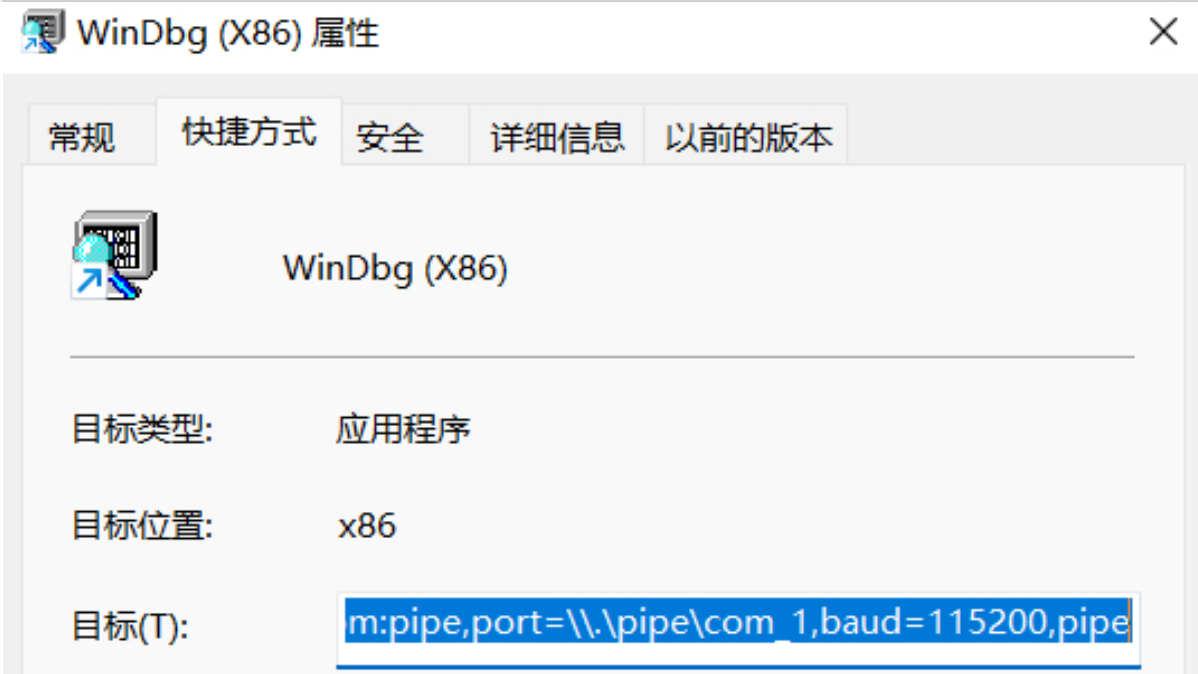 WinDbg (X86) 属性
常规 快捷方式 安全 详细信息 以前的版本
WinDbg (X86)
目标类型: 应用程序
目标位置: x86
目标(T): m:pipe,port=\\.\pipe\com_1,baud=115200,pipe